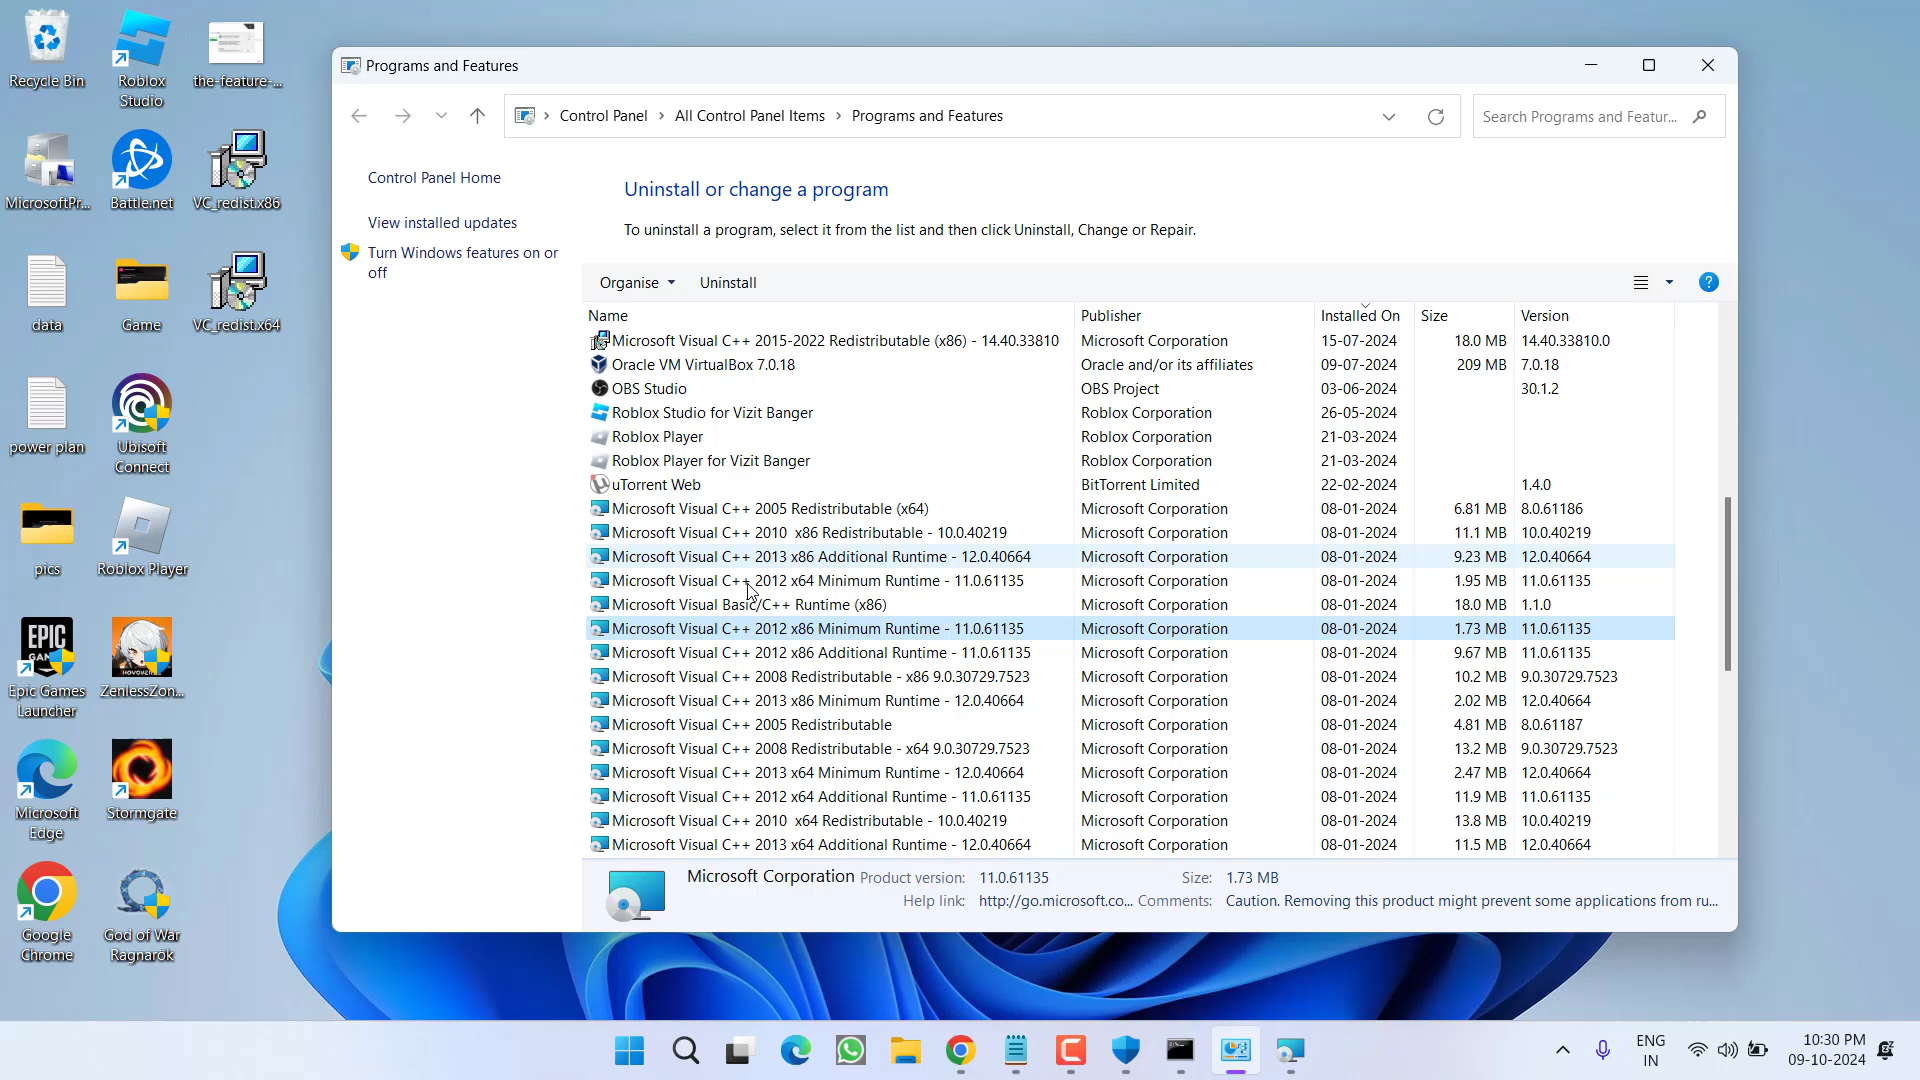 Recycle Bin
Roblox
Studio
the-feature-...
MicrosoftPr...
Battle.net
VC_redist.x86
data
Game
VC_redist.x64
power plan
Ubisoft
Connect
pics
Roblox Player
EPIC
Epic Games
Launcher
ZenlessZon...
Microsoft
Edge
Stormgate
Google
Chrome
God of War
Ragnarök
Programs and Features
Control Panel > All Control Panel Items > Programs and Features
Search Programs and Featur...
Control Panel Home
View installed updates
Turn Windows features on or
off
Uninstall or change a program
To uninstall a program, select it from the list and then click Uninstall, Change or Repair.
Organise Uninstall
Name Publisher Installed On Size Version
Microsoft Visual C++ 2015-2022 Redistributable (x86) - 14.40.33810 Microsoft Corporation 15-07-2024 18.0 MB 14.40.33810.0
Oracle VM VirtualBox 7.0.18 Oracle and/or its affiliates 09-07-2024 209 MB 7.0.18
OBS Studio OBS Project 03-06-2024 30.1.2
Roblox Studio for Vizit Banger Roblox Corporation 26-05-2024
Roblox Player Roblox Corporation 21-03-2024
Roblox Player for Vizit Banger Roblox Corporation 21-03-2024
uTorrent Web BitTorrent Limited 22-02-2024 1.4.0
Microsoft Visual C++ 2005 Redistributable (x64) Microsoft Corporation 08-01-2024 6.81 MB 8.0.61186
Microsoft Visual C++ 2010 x86 Redistributable - 10.0.40219 Microsoft Corporation 08-01-2024 11.1 MB 10.0.40219
Microsoft Visual C++ 2013 x86 Additional Runtime - 12.0.40664 Microsoft Corporation 08-01-2024 9.23 MB 12.0.40664
Microsoft Visual C++ 2012 x64 Minimum Runtime - 11.0.61135 Microsoft Corporation 08-01-2024 1.95 MB 11.0.61135
Microsoft Visual Basic/C++ Runtime (x86) Microsoft Corporation 08-01-2024 18.0 MB 1.1.0
Microsoft Visual C++ 2012 x86 Minimum Runtime - 11.0.61135 Microsoft Corporation 08-01-2024 1.73 MB 11.0.61135
Microsoft Visual C++ 2012 x86 Additional Runtime - 11.0.61135 Microsoft Corporation 08-01-2024 9.67 MB 11.0.61135
Microsoft Visual C++ 2008 Redistributable - x86 9.0.30729.7523 Microsoft Corporation 08-01-2024 10.2 MB 9.0.30729.7523
Microsoft Visual C++ 2013 x86 Minimum Runtime - 12.0.40664 Microsoft Corporation 08-01-2024 2.02 MB 12.0.40664
Microsoft Visual C++ 2005 Redistributable Microsoft Corporation 08-01-2024 4.81 MB 8.0.61187
Microsoft Visual C++ 2008 Redistributable - x64 9.0.30729.7523 Microsoft Corporation 08-01-2024 13.2 MB 9.0.30729.7523
Microsoft Visual C++ 2013 x64 Minimum Runtime - 12.0.40664 Microsoft Corporation 08-01-2024 2.47 MB 12.0.40664
Microsoft Visual C++ 2012 x64 Additional Runtime - 11.0.61135 Microsoft Corporation 08-01-2024 11.9 MB 11.0.61135
Microsoft Visual C++ 2010 x64 Redistributable - 10.0.40219 Microsoft Corporation 08-01-2024 13.8 MB 10.0.40219
Microsoft Visual C++ 2013 x64 Additional Runtime - 12.0.40664 Microsoft Corporation 08-01-2024 11.5 MB 12.0.40664
Microsoft Corporation Product version: 11.0.61135 Size: 1.73 MB
Help link: http://go.microsoft.co... Comments: Caution. Removing this product might prevent some applications from ru...
ENG
IN
10:30 PM
09-10-2024